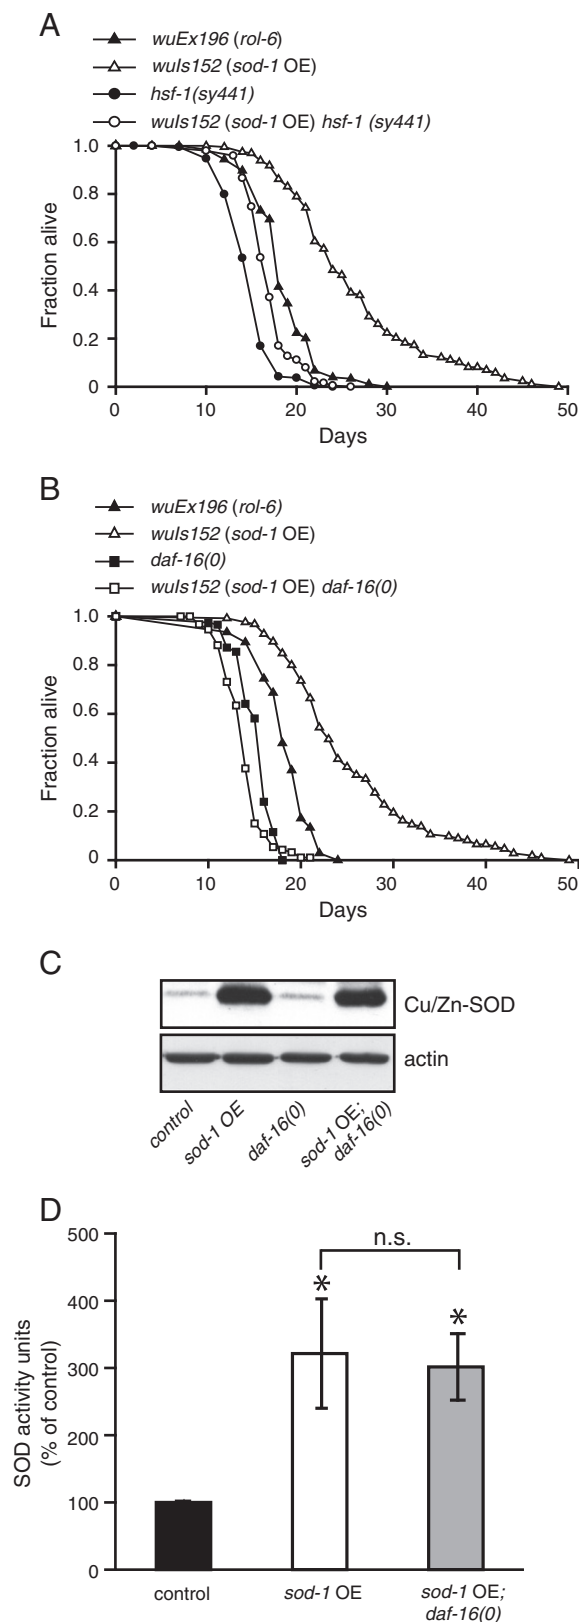 A
wuEx196 (rol-6)
wuIs152 (sod-1 OE)
hsf-1(sy441)
wuIs152 (sod-1 OE) hsf-1 (sy441)
1.0
0.8
0.6
0.4
0.2
0
Fraction alive
0 10 20 30 40 50
Days
B
wuEx196 (rol-6)
wuIs152 (sod-1 OE)
daf-16(0)
wuIs152 (sod-1 OE) daf-16(0)
1.0
0.8
0.6
0.4
0.2
0
Fraction alive
0 10 20 30 40 50
Days
C
Cu/Zn-SOD
actin
control
sod-1 OE
daf-16(0)
sod-1 OE;
daf-16(0)
D
500
400
300
200
100
0
SOD activity units
(% of control)
n.s.
*
*
control
sod-1 OE
sod-1 OE;
daf-16(0)